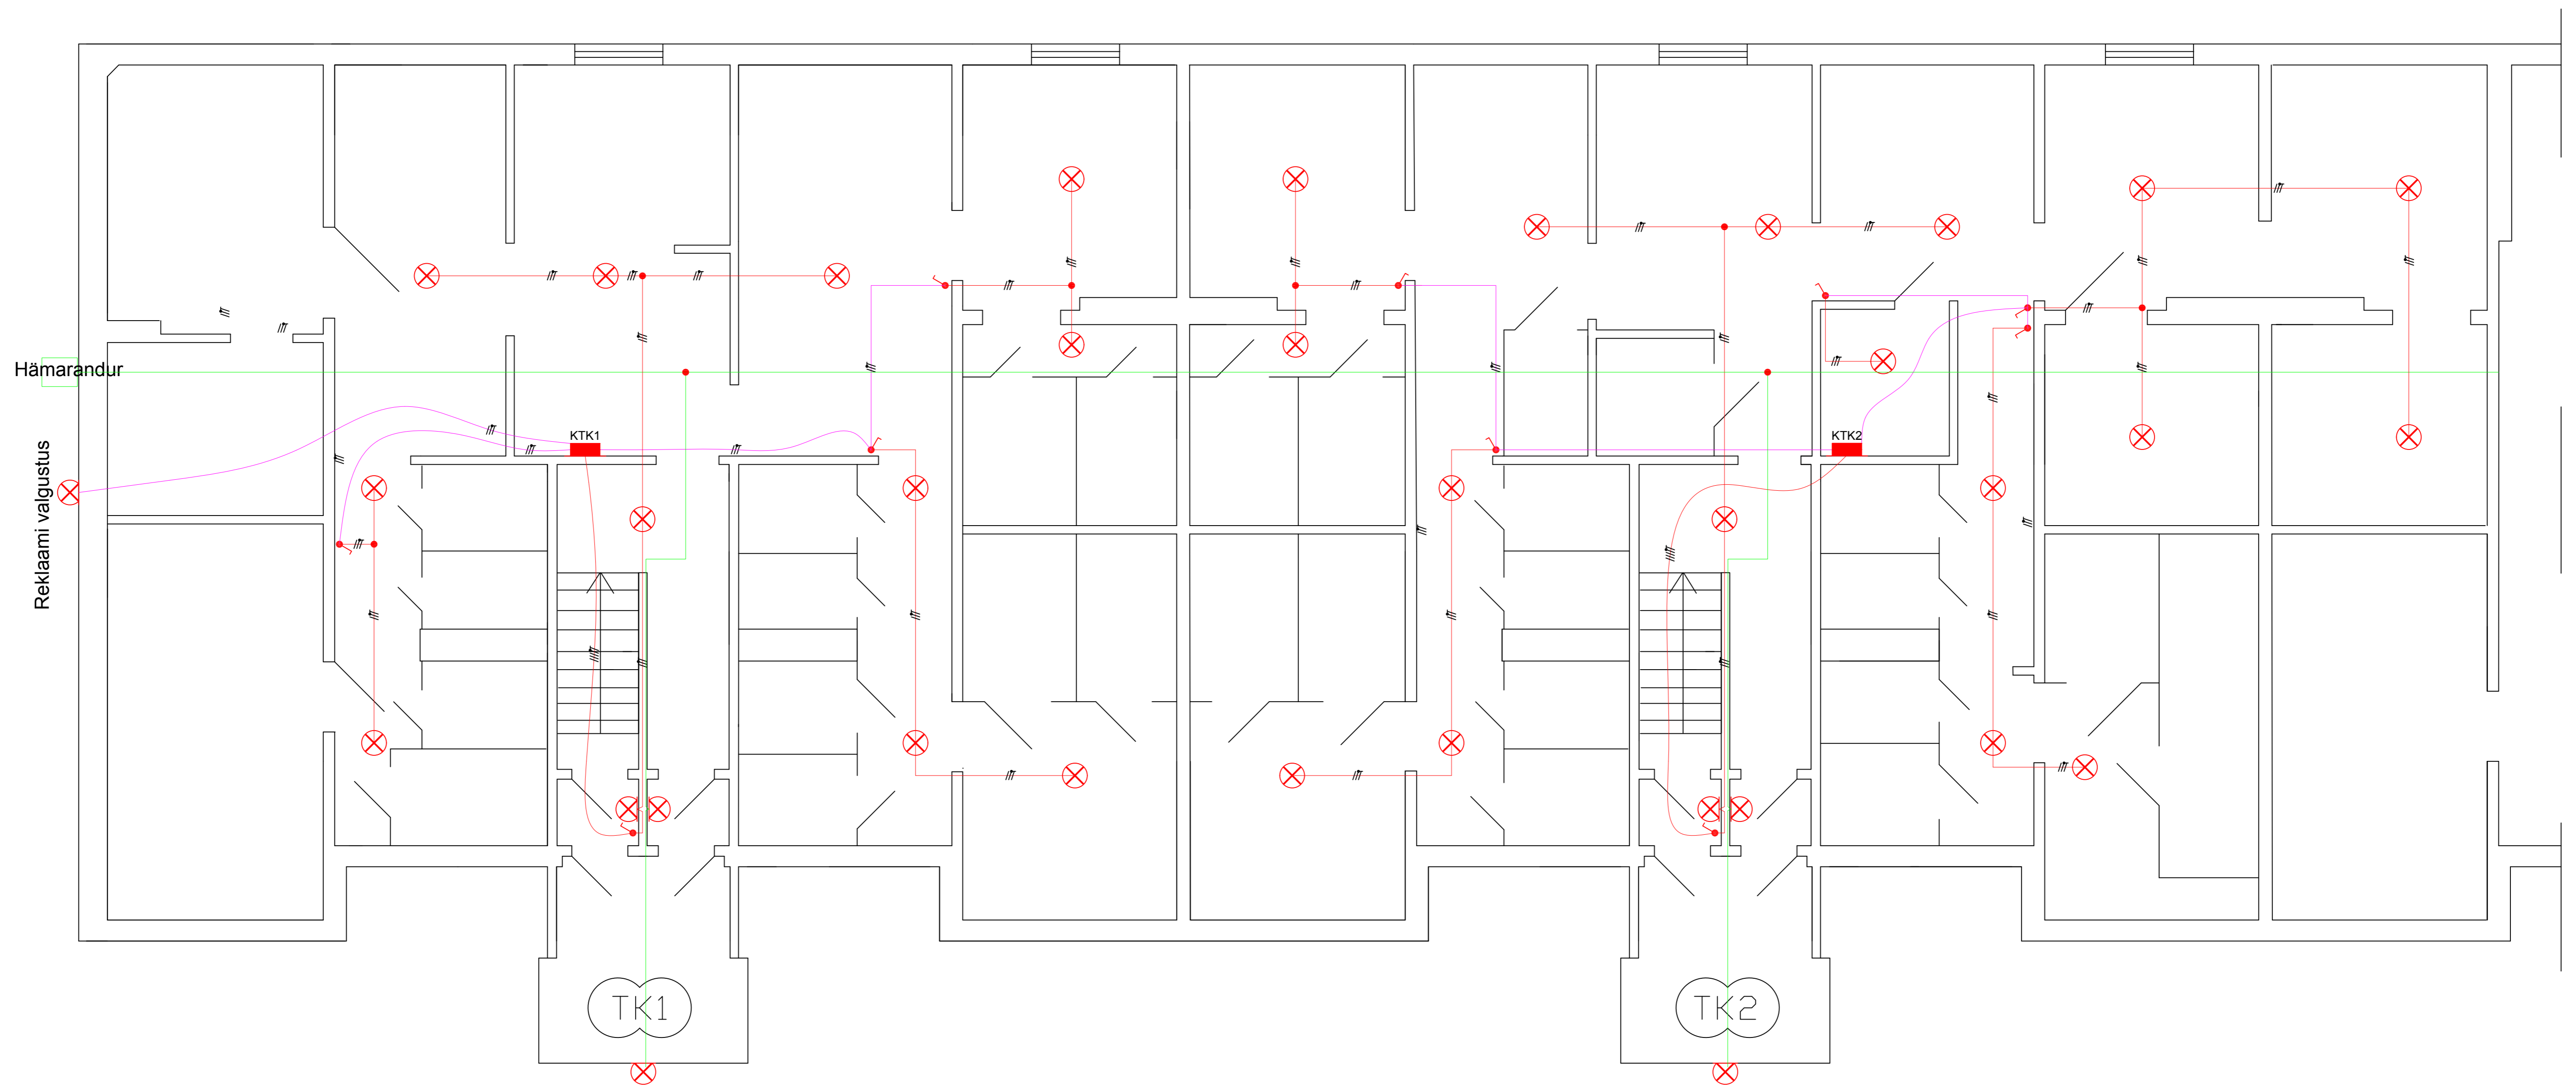 Hämarandur
KTK1
KTK2
Reklaami valgustus
TK1
TK2